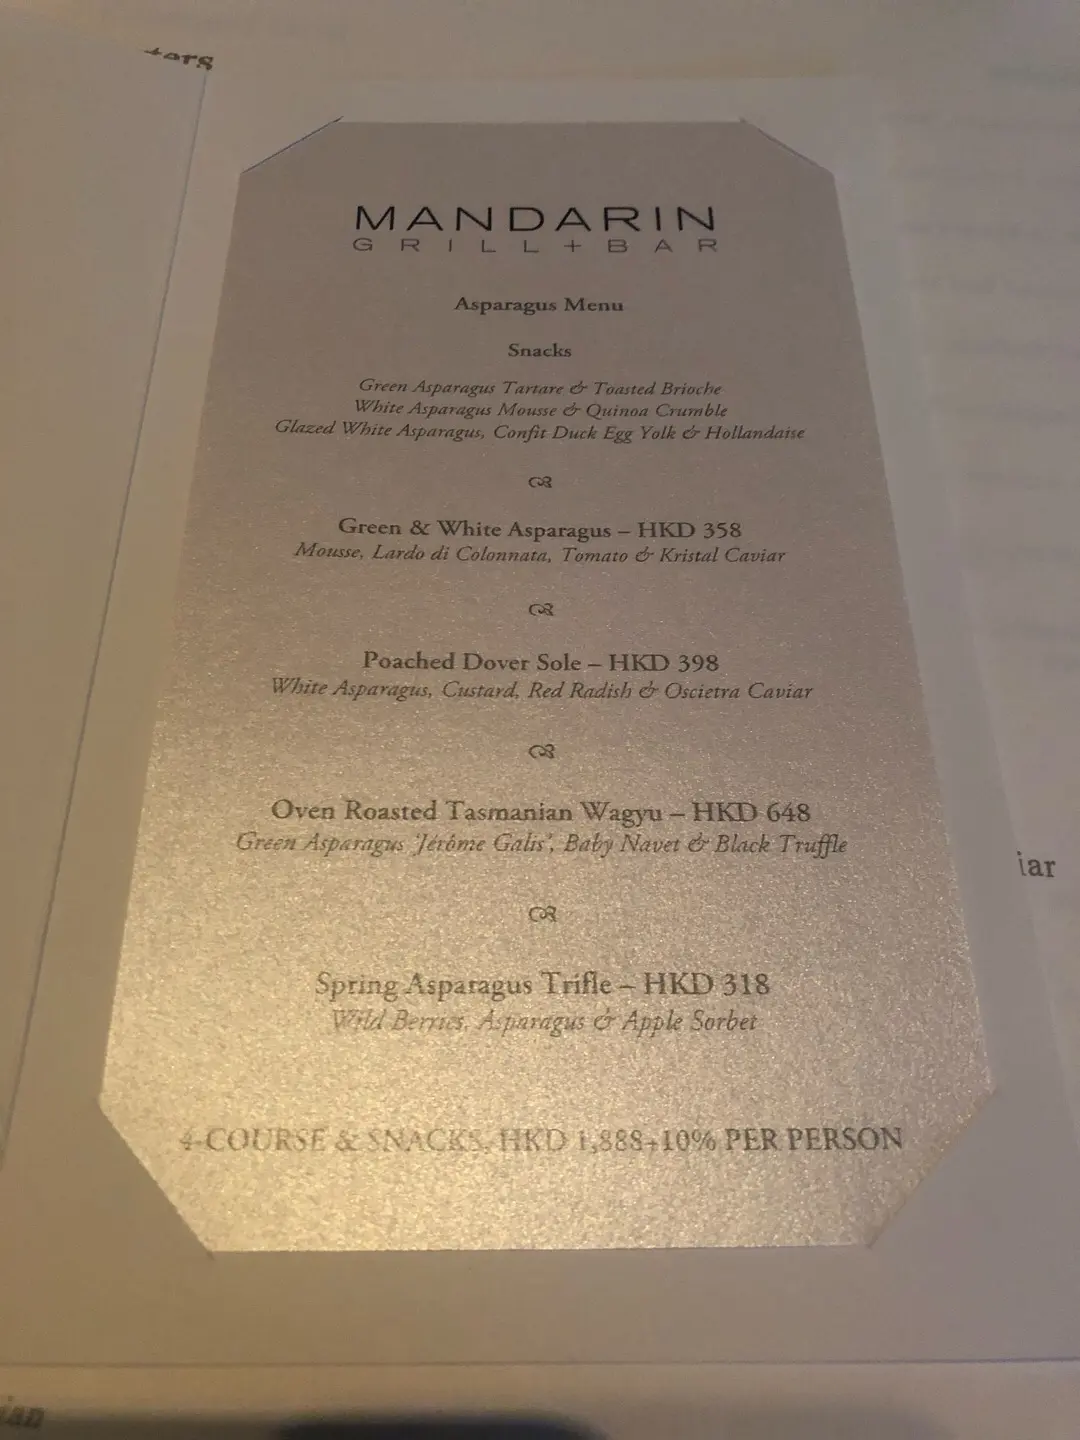 MANDARIN
GRILL+BAR
Asparagus Menu
Snacks
Green Asparagus Tartare & Toasted Brioche
White Asparagus Mousse & Quinoa Crumble
Glazed White Asparagus, Confit Duck Egg Yolk & Hollandaise
Green & White Asparagus – HKD 358
Mousse, Lardo di Colonnata, Tomato & Kristal Caviar
Poached Dover Sole – HKD 398
White Asparagus, Custard, Red Radish & Oscietra Caviar
Oven Roasted Tasmanian Wagyu – HKD 648
Green Asparagus 'Jérôme Galis', Baby Navet & Black Truffle
Spring Asparagus Trifle – HKD 318
Wild Berries, Asparagus & Apple Sorbet
4-COURSE & SNACKS, HKD 1,888+10% PER PERSON
iar